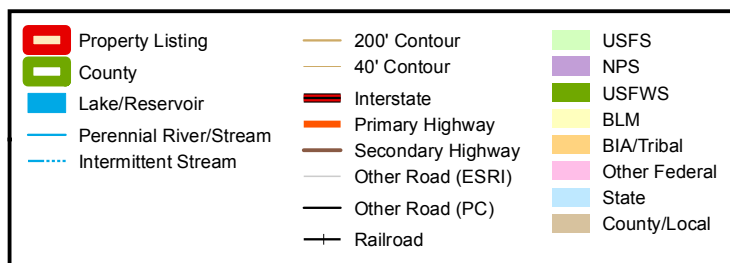 Property Listing
County
Lake/Reservoir
Perennial River/Stream
Intermittent Stream
200' Contour
40' Contour
Interstate
Primary Highway
Secondary Highway
Other Road (ESRI)
Other Road (PC)
Railroad
USFS
NPS
USFWS
BLM
BIA/Tribal
Other Federal
State
County/Local